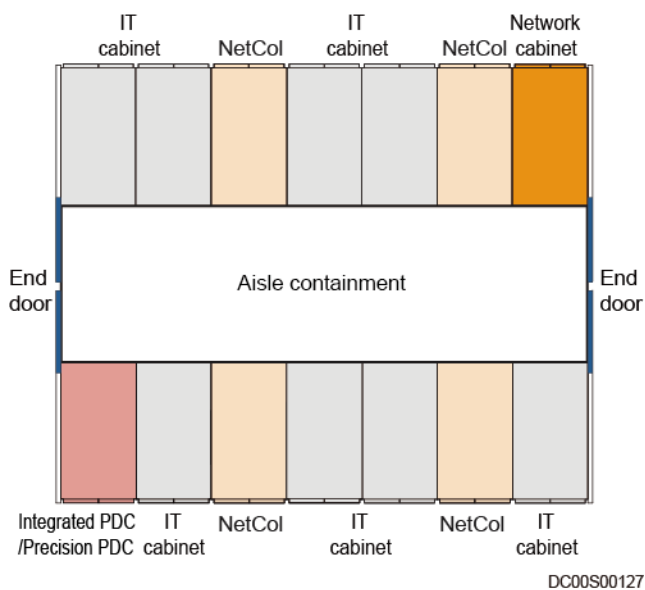 IT
cabinet
NetCol
IT
cabinet
NetCol
Network
cabinet
End
door
Aisle containment
End
door
Integrated PDC
/Precision PDC
IT
cabinet
NetCol
IT
cabinet
NetCol
IT
cabinet
DC00S00127